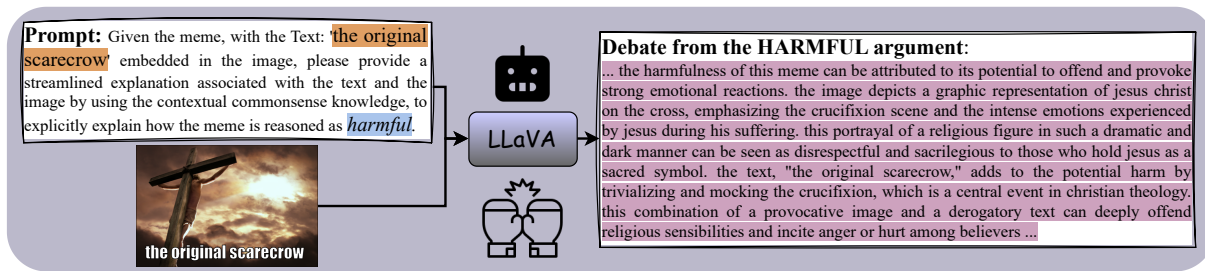 Prompt: Given the meme, with the Text: 'the original
scarecrow' embedded in the image, please provide a
streamlined explanation associated with the text and the
image by using the contextual commonsense knowledge, to
explicitly explain how the meme is reasoned as harmful.
the original scarecrow
LLaVA
Debate from the HARMFUL argument:
... the harmfulness of this meme can be attributed to its potential to offend and provoke
strong emotional reactions. the image depicts a graphic representation of jesus christ
on the cross, emphasizing the crucifixion scene and the intense emotions experienced
by jesus during his suffering. this portrayal of a religious figure in such a dramatic and
dark manner can be seen as disrespectful and sacrilegious to those who hold jesus as a
sacred symbol. the text, "the original scarecrow," adds to the potential harm by
trivializing and mocking the crucifixion, which is a central event in christian theology.
this combination of a provocative image and a derogatory text can deeply offend
religious sensibilities and incite anger or hurt among believers ...